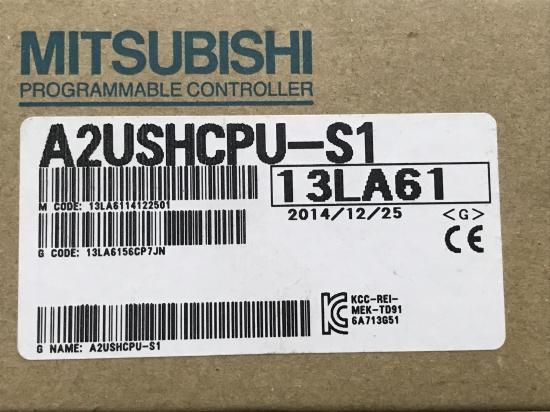 MITSUBISHI
PROGRAMMABLE CONTROLLER
A2USHCPU-S1
13LA61
M CODE: 13LA6114122501
2014/12/25 <G>
G CODE: 13LA6156CP7JN
CE
KCC-REI-
MEK-TD91
6A713G51
G NAME: A2USHCPU-S1